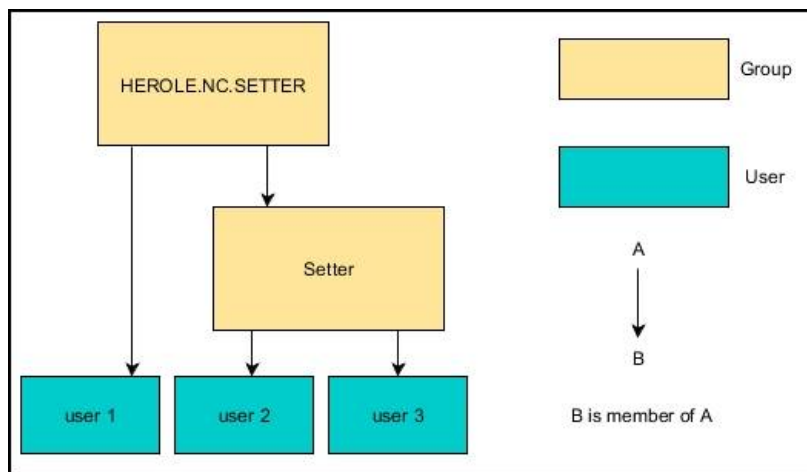 HEROLE.NC.SETTER
Group
User
Setter
A
B
user 1
user 2
user 3
B is member of A